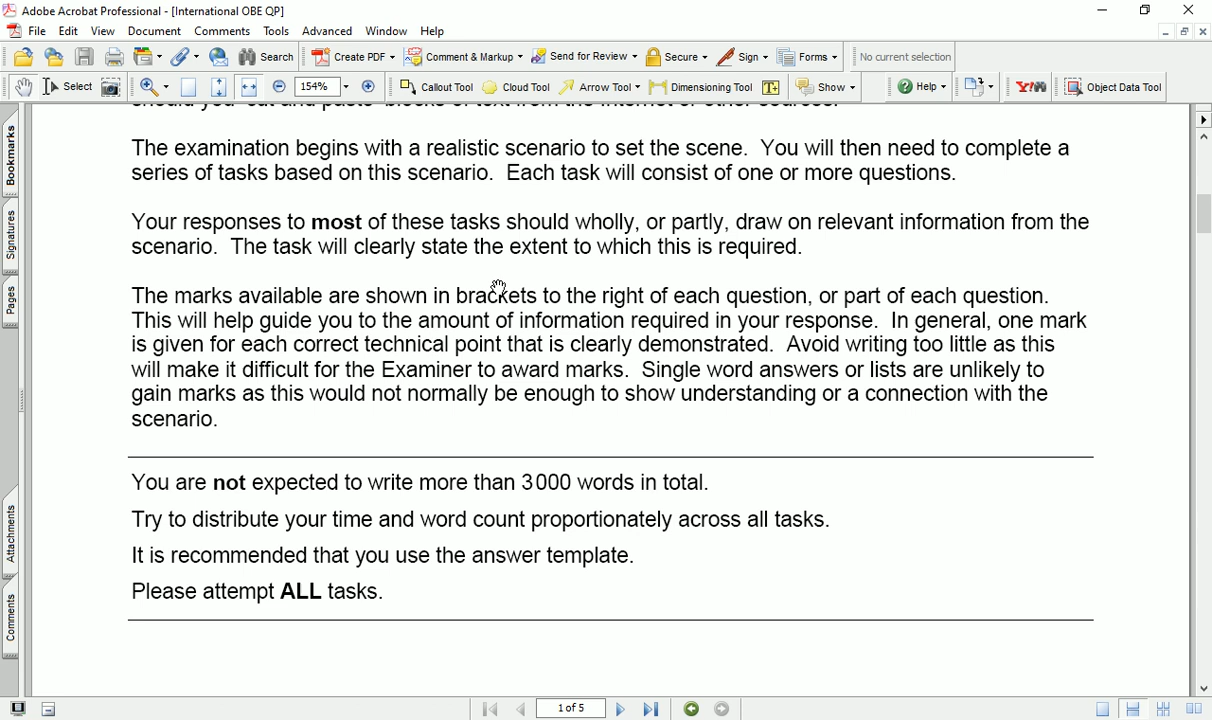 Adobe Acrobat Professional - [International OBE QP]
File Edit View Document Comments Tools Advanced Window Help
Search Create PDF Comment & Markup Send for Review Secure Sign Forms No current selection
Select 154% Callout Tool Cloud Tool Arrow Tool Dimensioning Tool Show Help Object Data Tool
Bookmarks
Signatures
Pages
Attachments
Comments
The examination begins with a realistic scenario to set the scene. You will then need to complete a
series of tasks based on this scenario. Each task will consist of one or more questions.
Your responses to most of these tasks should wholly, or partly, draw on relevant information from the
scenario. The task will clearly state the extent to which this is required.
The marks available are shown in brackets to the right of each question, or part of each question.
This will help guide you to the amount of information required in your response. In general, one mark
is given for each correct technical point that is clearly demonstrated. Avoid writing too little as this
will make it difficult for the Examiner to award marks. Single word answers or lists are unlikely to
gain marks as this would not normally be enough to show understanding or a connection with the
scenario.
You are not expected to write more than 3 000 words in total.
Try to distribute your time and word count proportionately across all tasks.
It is recommended that you use the answer template.
Please attempt ALL tasks.
1 of 5